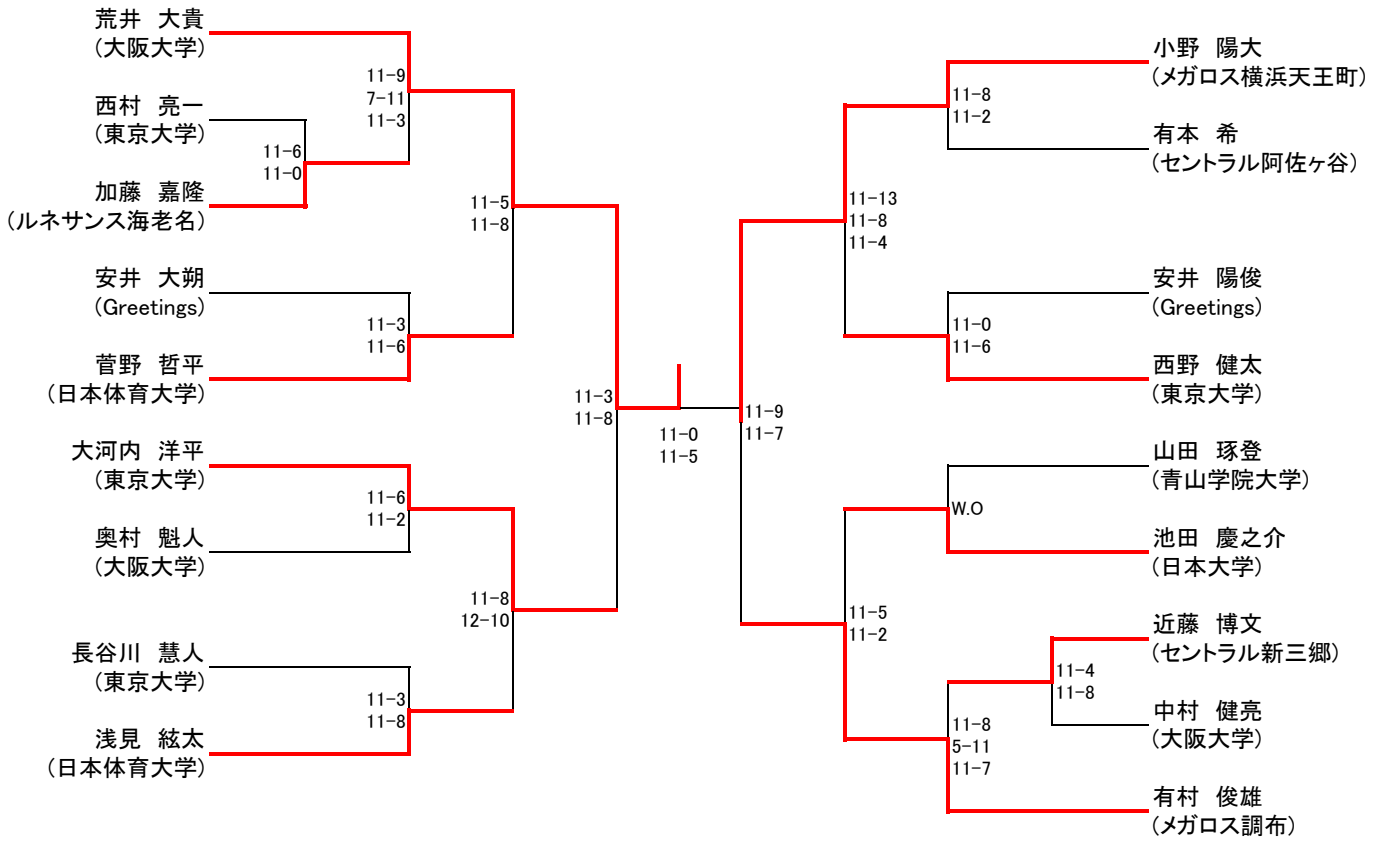 荒井　大貴
(大阪大学)
11-9
7-11
11-3
西村　亮一
(東京大学)
11-6
11-0
加藤　嘉隆
(ルネサンス海老名)
11-5
11-8
安井　大朔
(Greetings)
11-3
11-6
菅野　哲平
(日本体育大学)
11-3
11-8
大河内　洋平
(東京大学)
11-6
11-2
奥村　魁人
(大阪大学)
11-8
12-10
長谷川　慧人
(東京大学)
11-3
11-8
浅見　絃太
(日本体育大学)
11-0
11-5
小野　陽大
(メガロス横浜天王町)
11-8
11-2
有本　希
(セントラル阿佐ヶ谷)
11-13
11-8
11-4
安井　陽俊
(Greetings)
11-0
11-6
西野　健太
(東京大学)
11-9
11-7
山田　琢登
(青山学院大学)
W.O
池田　慶之介
(日本大学)
11-5
11-2
近藤　博文
(セントラル新三郷)
11-4
11-8
中村　健亮
(大阪大学)
11-8
5-11
11-7
有村　俊雄
(メガロス調布)